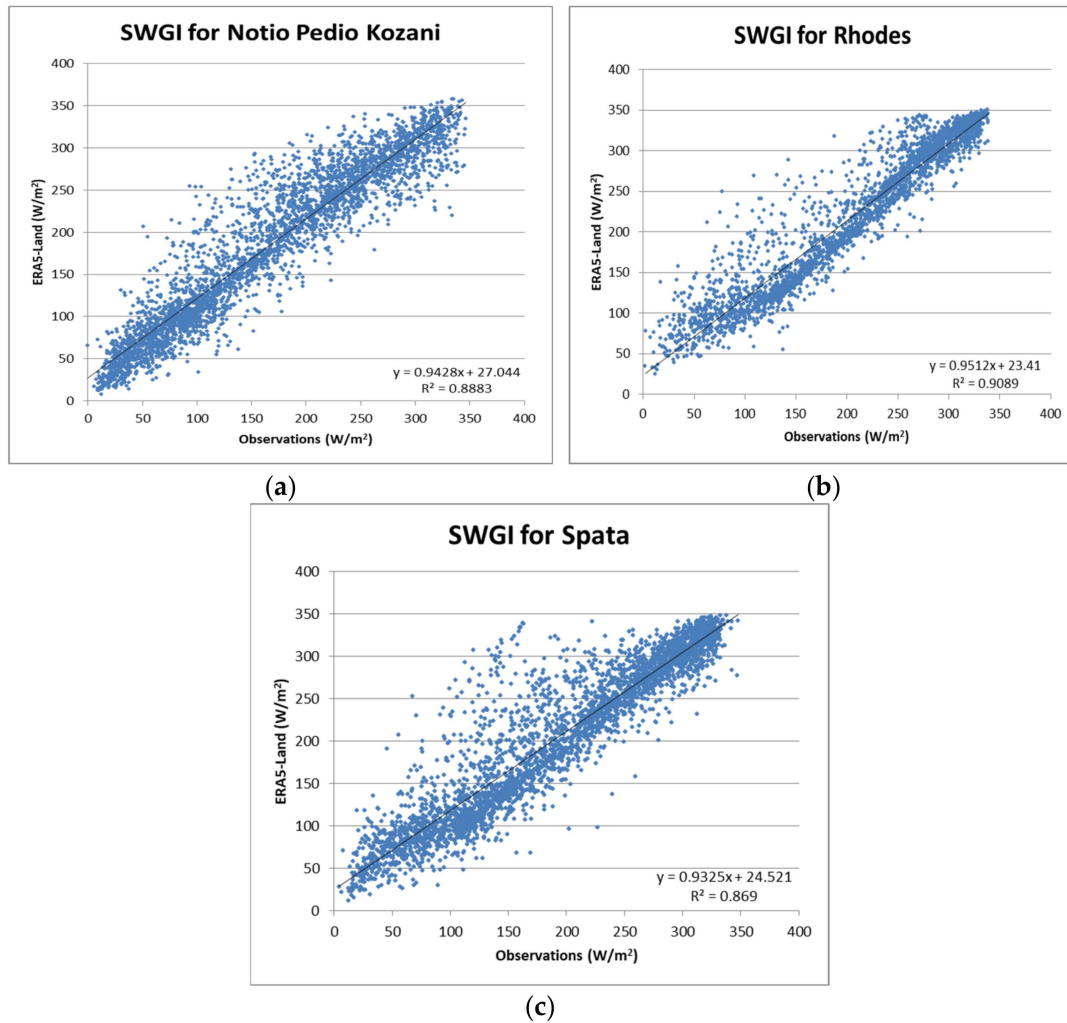 SWGI for Notio Pedio Kozani
400
350
300
250
200
150
100
50
0
ERA5-Land (W/m²)
0 50 100 150 200 250 300 350 400
Observations (W/m²)
y = 0.9428x + 27.044
R² = 0.8883
(a)
SWGI for Rhodes
400
350
300
250
200
150
100
50
0
ERA5-Land (W/m²)
0 50 100 150 200 250 300 350 400
Observations (W/m²)
y = 0.9512x + 23.41
R² = 0.9089
(b)
SWGI for Spata
400
350
300
250
200
150
100
50
0
ERA5-Land (W/m²)
0 50 100 150 200 250 300 350 400
Observations (W/m²)
y = 0.9325x + 24.521
R² = 0.869
(c)